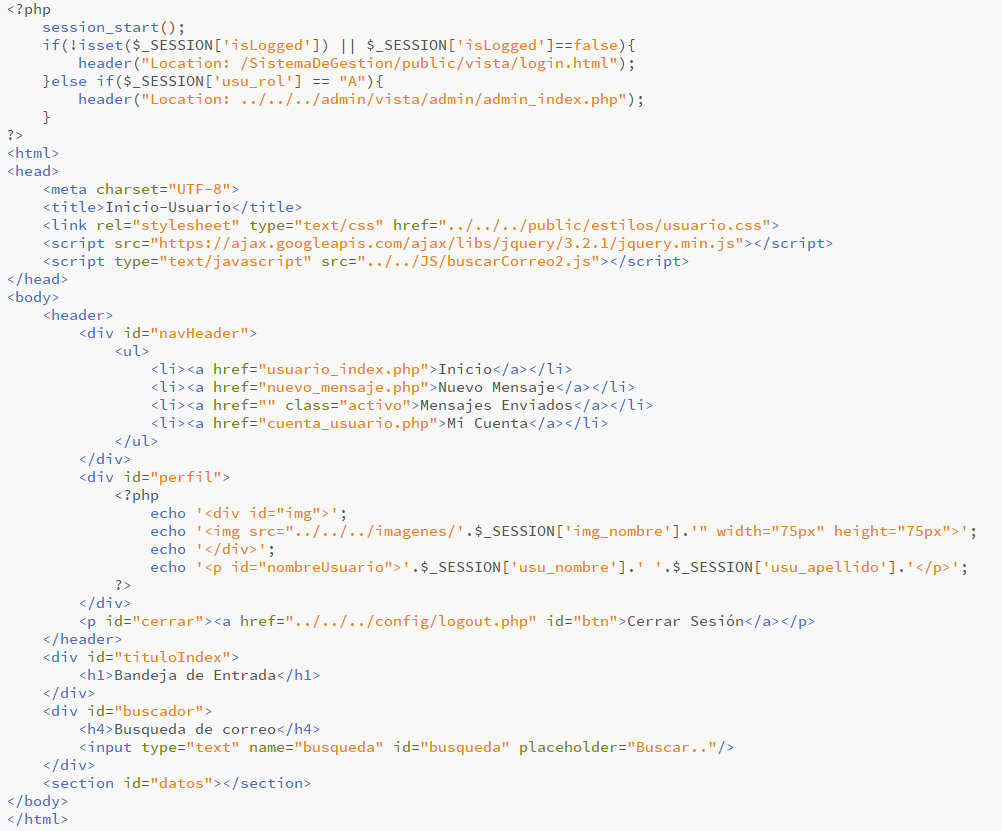 <?php
    session_start();
    if(!isset($_SESSION['isLogged']) || $_SESSION['isLogged']==false){
        header("Location: /SistemaDeGestion/public/vista/login.html");
    }else if($_SESSION['usu_rol'] == "A"){
        header("Location: ../../../admin/vista/admin/admin_index.php");
    }
?>
<html>
<head>
    <meta charset="UTF-8">
    <title>Inicio-Usuario</title>
    <link rel="stylesheet" type="text/css" href="../../../public/estilos/usuario.css">
    <script src="https://ajax.googleapis.com/ajax/libs/jquery/3.2.1/jquery.min.js"></script>
    <script type="text/javascript" src="../../JS/buscarCorreo2.js"></script>
</head>
<body>
    <header>
        <div id="navHeader">
            <ul>
                <li><a href="usuario_index.php">Inicio</a></li>
                <li><a href="nuevo_mensaje.php">Nuevo Mensaje</a></li>
                <li><a href="" class="activo">Mensajes Enviados</a></li>
                <li><a href="cuenta_usuario.php">Mi Cuenta</a></li>
            </ul>
        </div>
        <div id="perfil">
            <?php
                echo '<div id="img">';
                echo '<img src="../../../imagenes/'.$_SESSION['img_nombre'].'" width="75px" height="75px">';
                echo '</div>';
                echo '<p id="nombreUsuario">'.$_SESSION['usu_nombre'].' '.$_SESSION['usu_apellido'].'</p>';
            ?>
        </div>
        <p id="cerrar"><a href="../../../config/logout.php" id="btn">Cerrar Sesión</a></p>
    </header>
    <div id="tituloIndex">
        <h1>Bandeja de Entrada</h1>
    </div>
    <div id="buscador">
        <h4>Busqueda de correo</h4>
        <input type="text" name="busqueda" id="busqueda" placeholder="Buscar.."/>
    </div>
    <section id="datos"></section>
</body>
</html>